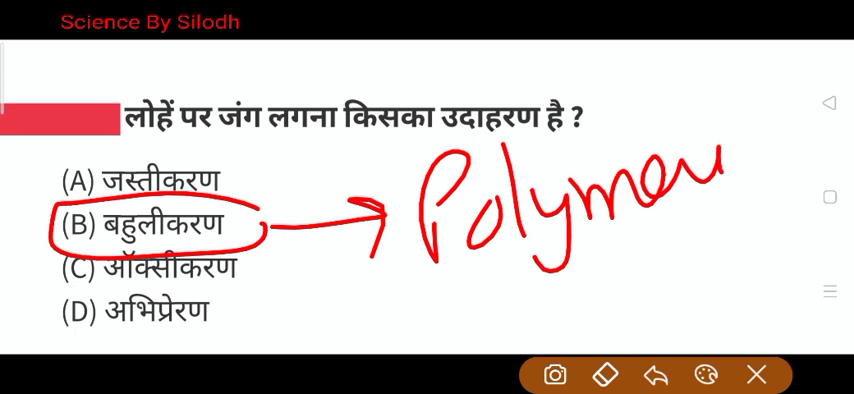 Science By Silodh
लोहें पर जंग लगना किसका उदाहरण है ?
(A) जस्तीकरण
(B) बहुलीकरण
Polymer
(C) ऑक्सीकरण
(D) अभिप्रेरण